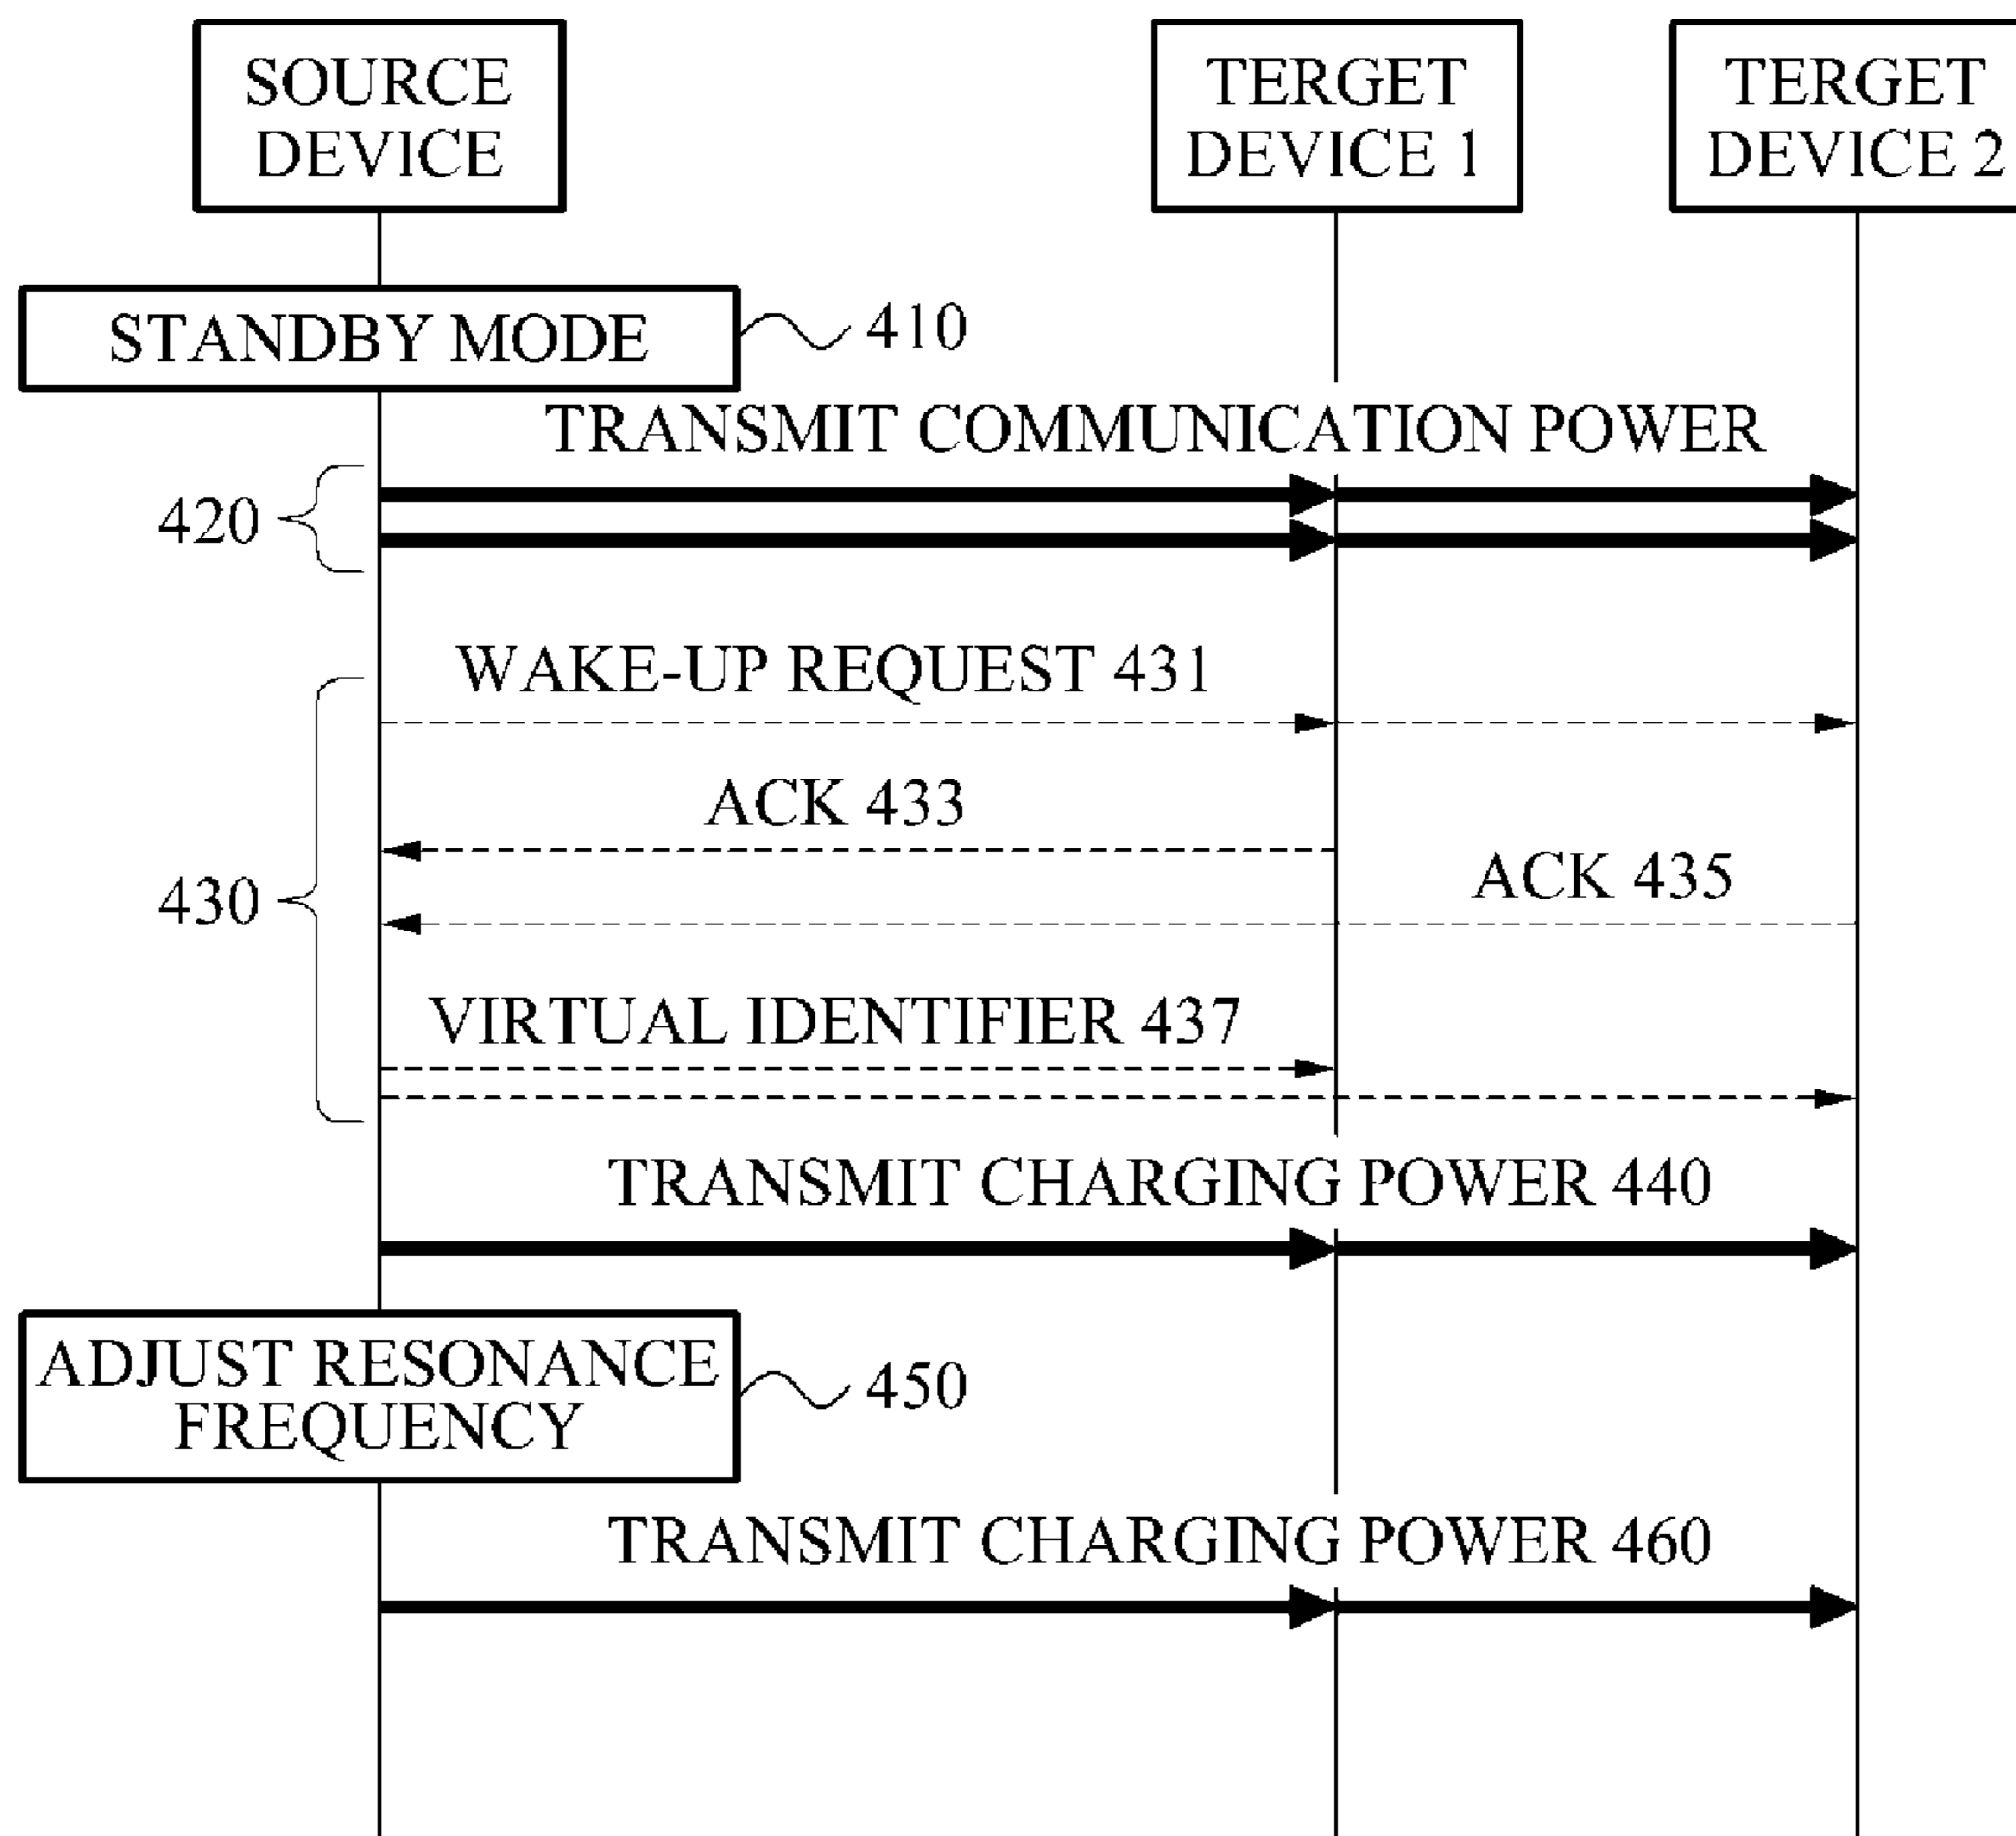 SOURCE
DEVICE
TERGET
DEVICE 1
TERGET
DEVICE 2
STANDBY MODE
410
TRANSMIT COMMUNICATION POWER
420
WAKE-UP REQUEST 431
ACK 433
430
ACK 435
VIRTUAL IDENTIFIER 437
TRANSMIT CHARGING POWER 440
ADJUST RESONANCE
FREQUENCY
450
TRANSMIT CHARGING POWER 460